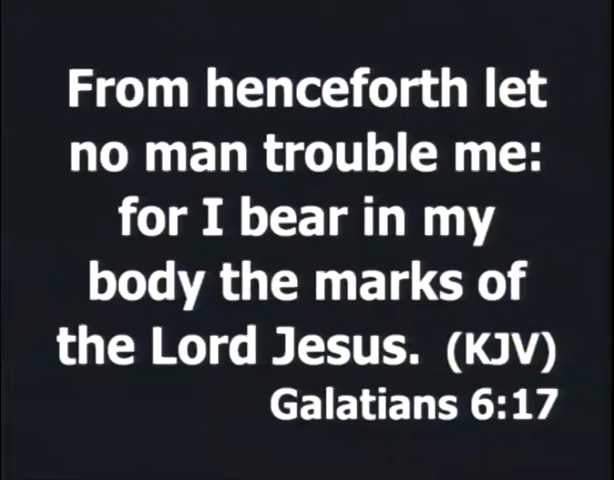 From henceforth let
no man trouble me:
for I bear in my
body the marks of
the Lord Jesus. (KJV)
Galatians 6:17